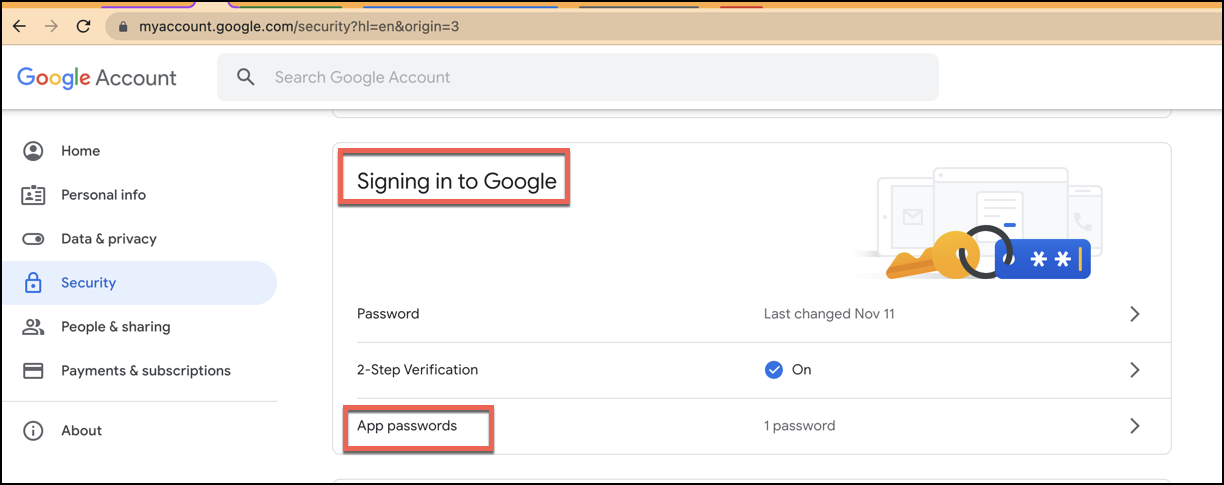 myaccount.google.com/security?hl=en&origin=3
Google Account
Search Google Account
Home
Personal info
Data & privacy
Security
People & sharing
Payments & subscriptions
About
Signing in to Google
**
Password Last changed Nov 11
2-Step Verification On
App passwords 1 password